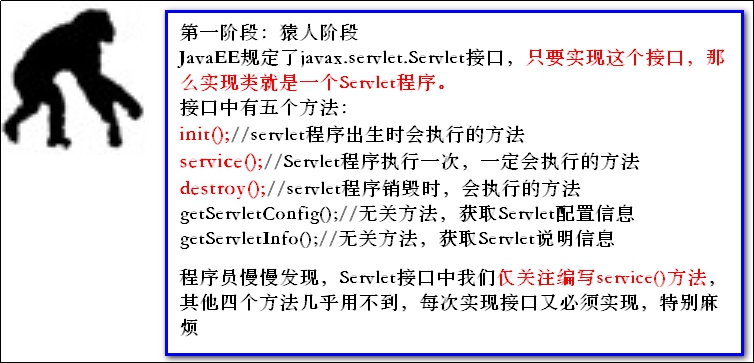 第一阶段：猿人阶段
JavaEE规定了javax.servlet.Servlet接口，只要实现这个接口，那
么实现类就是一个Servlet程序。
接口中有五个方法：
init();//servlet程序出生时会执行的方法
service();//Servlet程序执行一次，一定会执行的方法
destroy();//servlet程序销毁时，会执行的方法
getServletConfig();//无关方法，获取Servlet配置信息
getServletInfo();//无关方法，获取Servlet说明信息
程序员慢慢发现，Servlet接口中我们仅关注编写service()方法，
其他四个方法几乎用不到，每次实现接口又必须实现，特别麻
烦